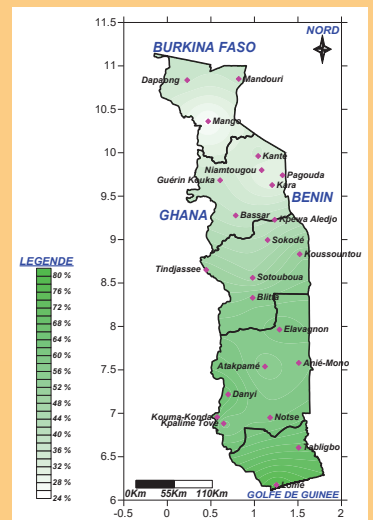 11.5
NORD
BURKINA FASO
11
Dapaong
Mandouri
10.5
Mango
10
Kanté
Niamtougou
Pagouda
Guérin Kouka
Kara
9.5
BENIN
GHANA
Bassar
Kpewa Aledjo
9
Sokodé
Koussountou
LEGENDE
Tindjassee
80 %
76 %
72 %
68 %
64 %
60 %
56 %
52 %
48 %
44 %
40 %
36 %
32 %
28 %
24 %
8.5
Sotouboua
Blitta
8
Elavagnon
7.5
Atakpamé
Anié-Mono
Danyi
7
Kouma-Konda
Notse
Kpalime Tove
6.5
Tabligbo
0Km 55Km 110Km
Lomé
GOLFE DE GUINEE
6
-0.5 0 0.5 1 1.5 2